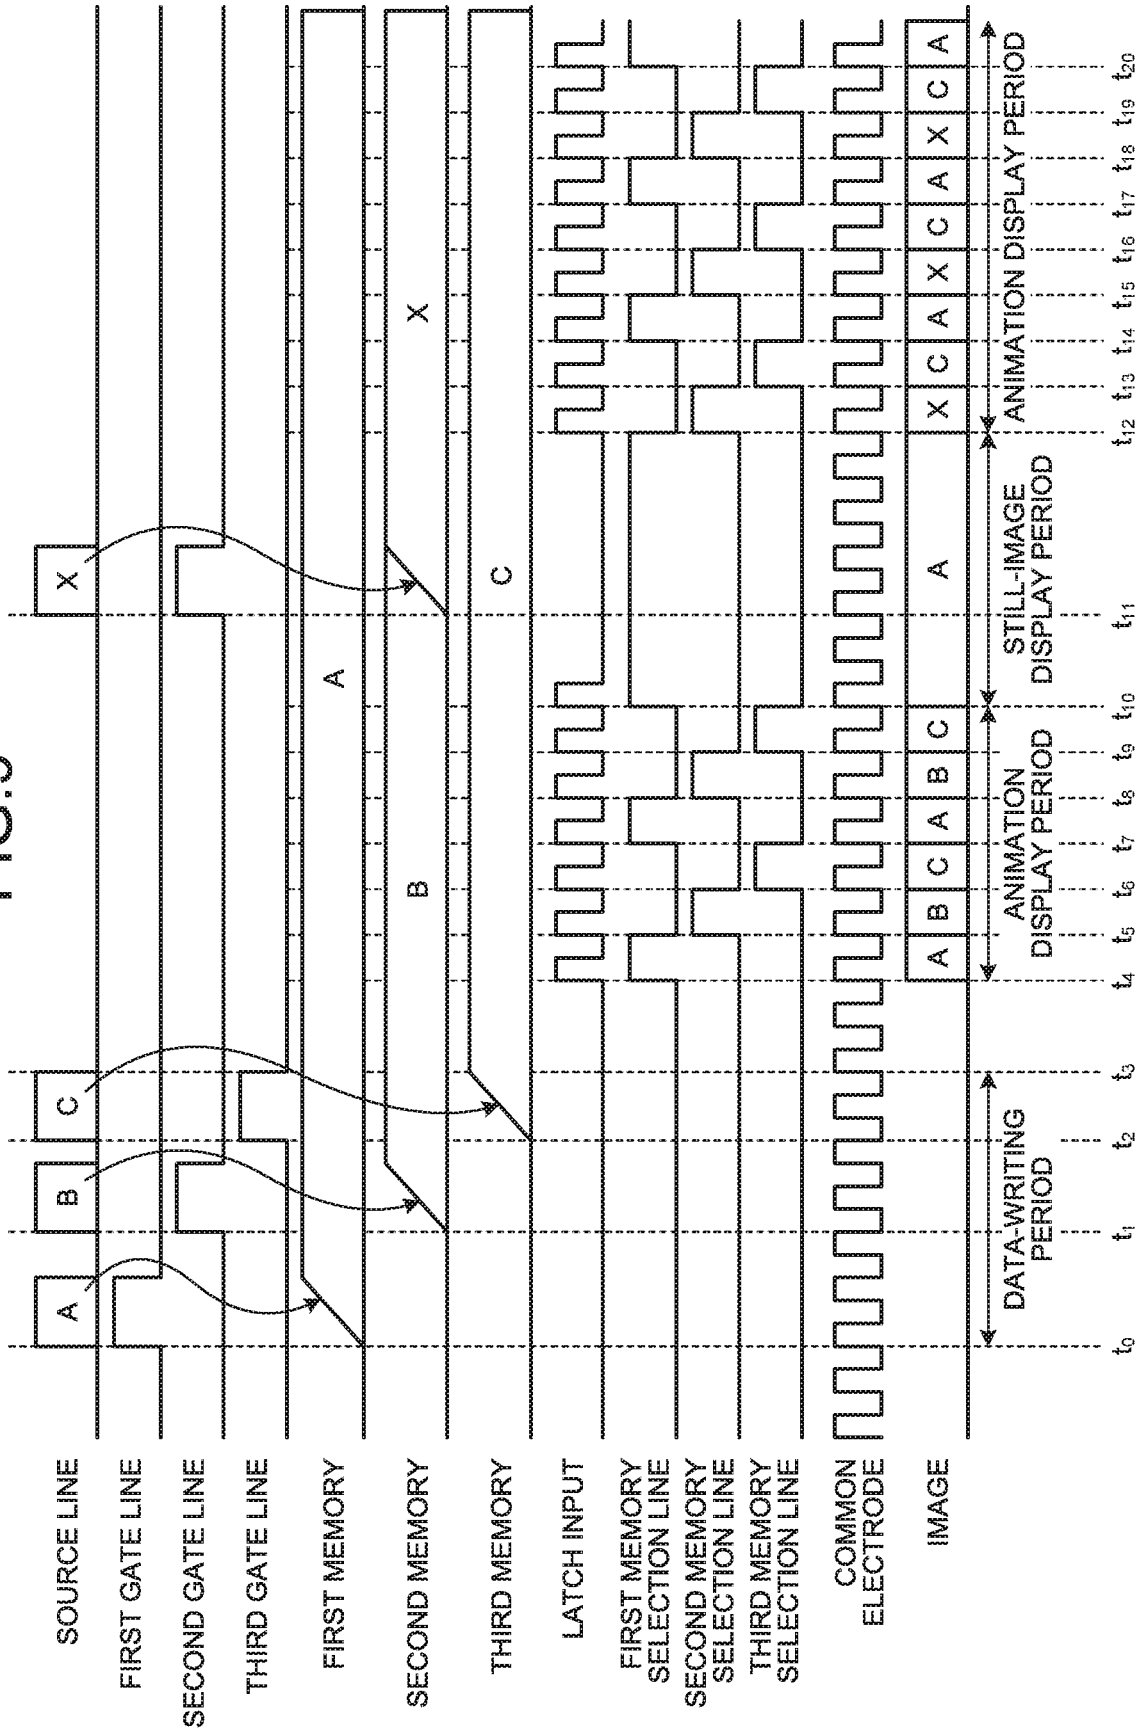 SOURCE LINE
A
B
C
X
FIRST GATE LINE
SECOND GATE LINE
THIRD GATE LINE
FIRST MEMORY
A
SECOND MEMORY
B
X
THIRD MEMORY
C
LATCH INPUT
FIRST MEMORY
SELECTION LINE
SECOND MEMORY
SELECTION LINE
THIRD MEMORY
SELECTION LINE
COMMON
ELECTRODE
IMAGE
A B C A B C A X C A X C A X C A
DATA-WRITING
PERIOD
ANIMATION
DISPLAY PERIOD
STILL-IMAGE
DISPLAY PERIOD
ANIMATION DISPLAY PERIOD
t0 t1 t2 t3 t4 t5 t6 t7 t8 t9 t10 t11 t12 t13 t14 t15 t16 t17 t18 t19 t20